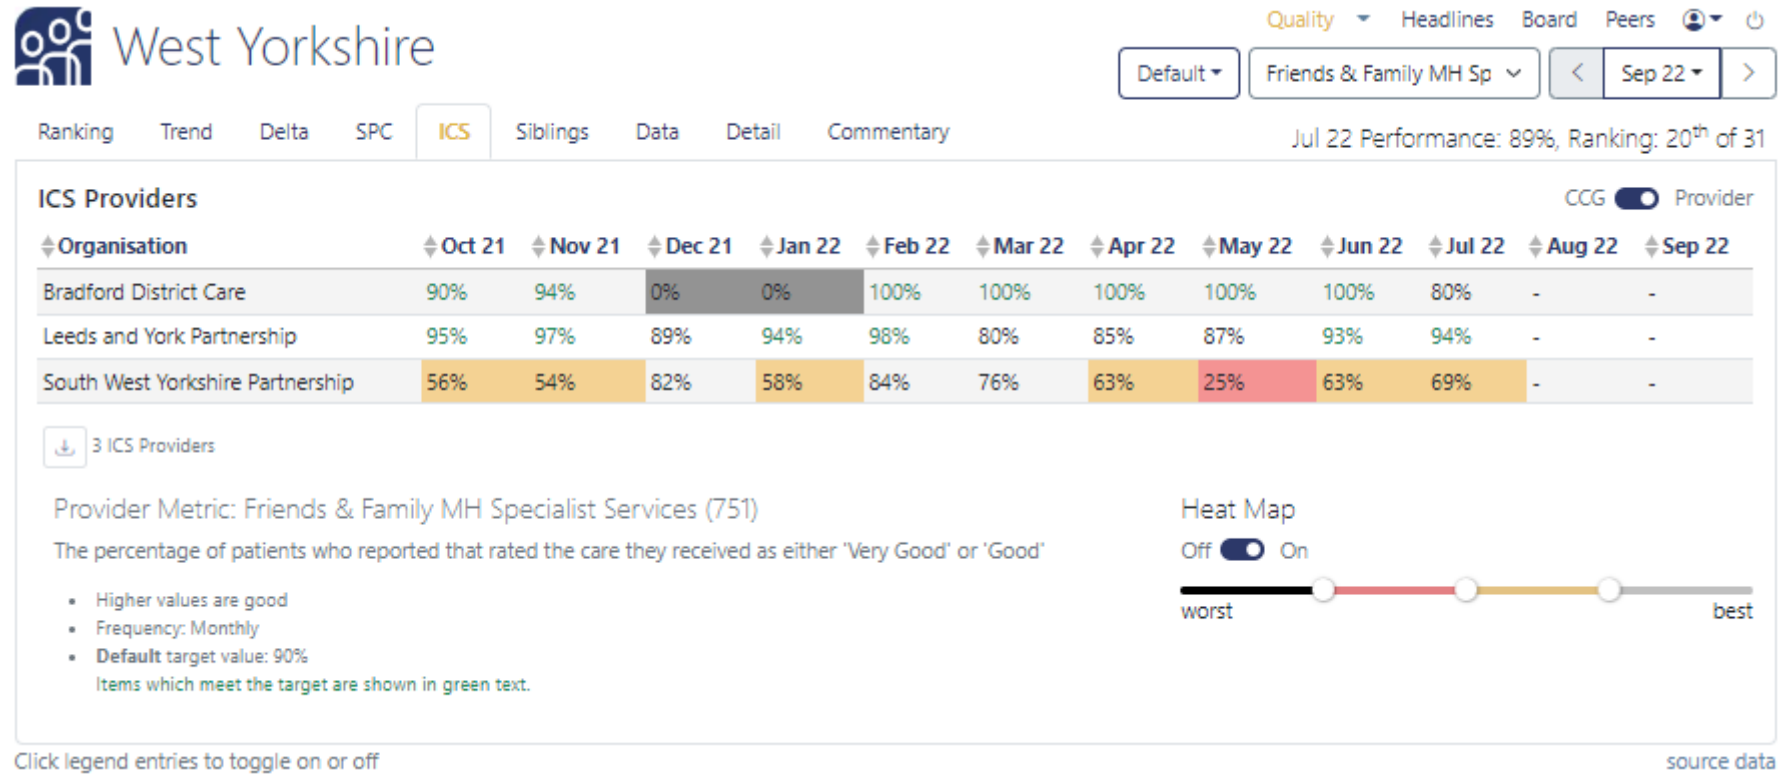 West Yorkshire
Quality Headlines Board Peers
Default Friends & Family MH Sp Sep 22
Ranking Trend Delta SPC ICS Siblings Data Detail Commentary
Jul 22 Performance: 89%, Ranking: 20th of 31
ICS Providers
CCG Provider
Organisation Oct 21 Nov 21 Dec 21 Jan 22 Feb 22 Mar 22 Apr 22 May 22 Jun 22 Jul 22 Aug 22 Sep 22
Bradford District Care 90% 94% 0% 0% 100% 100% 100% 100% 100% 80% - -
Leeds and York Partnership 95% 97% 89% 94% 98% 80% 85% 87% 93% 94% - -
South West Yorkshire Partnership 56% 54% 82% 58% 84% 76% 63% 25% 63% 69% - -
3 ICS Providers
Provider Metric: Friends & Family MH Specialist Services (751)
The percentage of patients who reported that rated the care they received as either 'Very Good' or 'Good'
• Higher values are good
• Frequency: Monthly
• Default target value: 90%
Items which meet the target are shown in green text.
Heat Map
Off On
worst best
Click legend entries to toggle on or off
source data